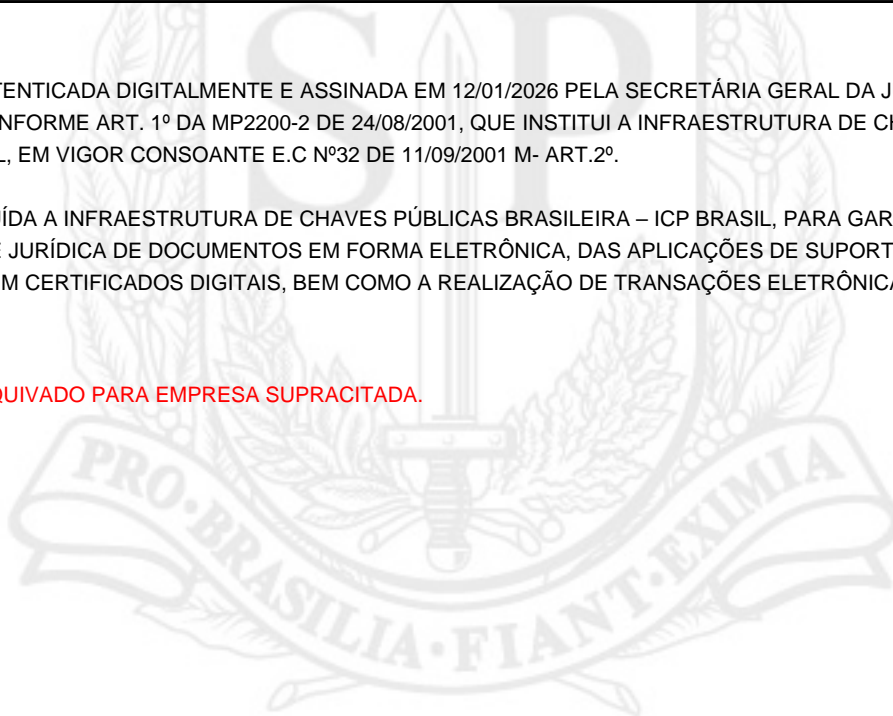 TENTICADA DIGITALMENTE E ASSINADA EM 12/01/2026 PELA SECRETÁRIA GERAL DA J
NFORME ART. 1º DA MP2200-2 DE 24/08/2001, QUE INSTITUI A INFRAESTRUTURA DE CH
L, EM VIGOR CONSOANTE E.C Nº32 DE 11/09/2001 M- ART.2º.
UÍDA A INFRAESTRUTURA DE CHAVES PÚBLICAS BRASILEIRA – ICP BRASIL, PARA GAR
E JURÍDICA DE DOCUMENTOS EM FORMA ELETRÔNICA, DAS APLICAÇÕES DE SUPORT
M CERTIFICADOS DIGITAIS, BEM COMO A REALIZAÇÃO DE TRANSAÇÕES ELETRÔNICA
QUIVADO PARA EMPRESA SUPRACITADA.
SP
PRO·BRASILIA·FIANT·EXIMIA